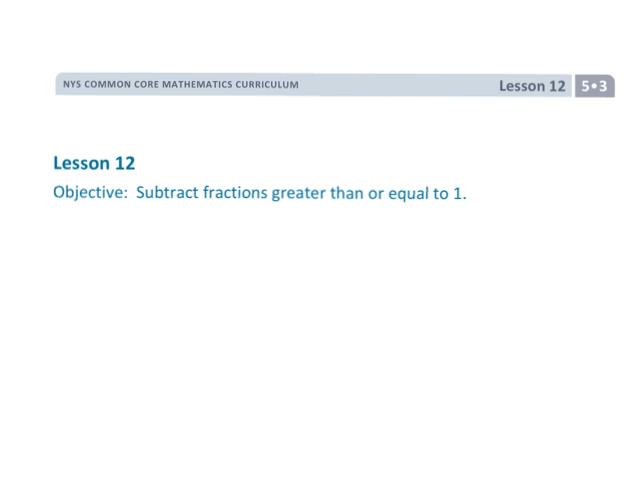 NYS COMMON CORE MATHEMATICS CURRICULUM
Lesson 12 5•3
Lesson 12
Objective: Subtract fractions greater than or equal to 1.